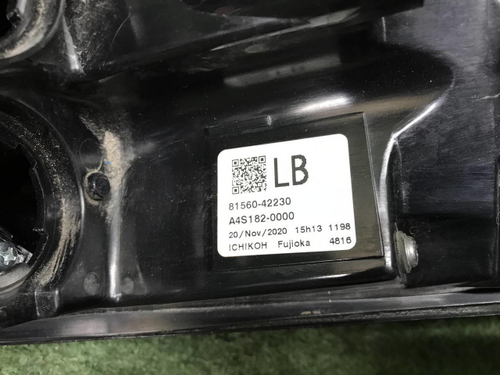 LB
81560-42230
A4S182-0000
20/Nov/2020 15h13 1198
ICHIKOH Fujioka 4816